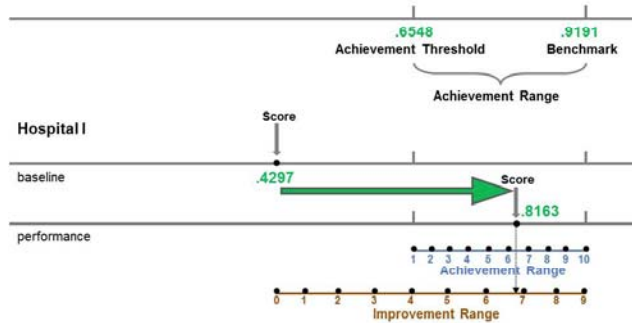 .6548 .9191
Achievement Threshold Benchmark
Achievement Range
Hospital I
Score
baseline
.4297
Score
.8163
performance
1 2 3 4 5 6 7 8 9 10
Achievement Range
0 1 2 3 4 5 6 7 8 9
Improvement Range